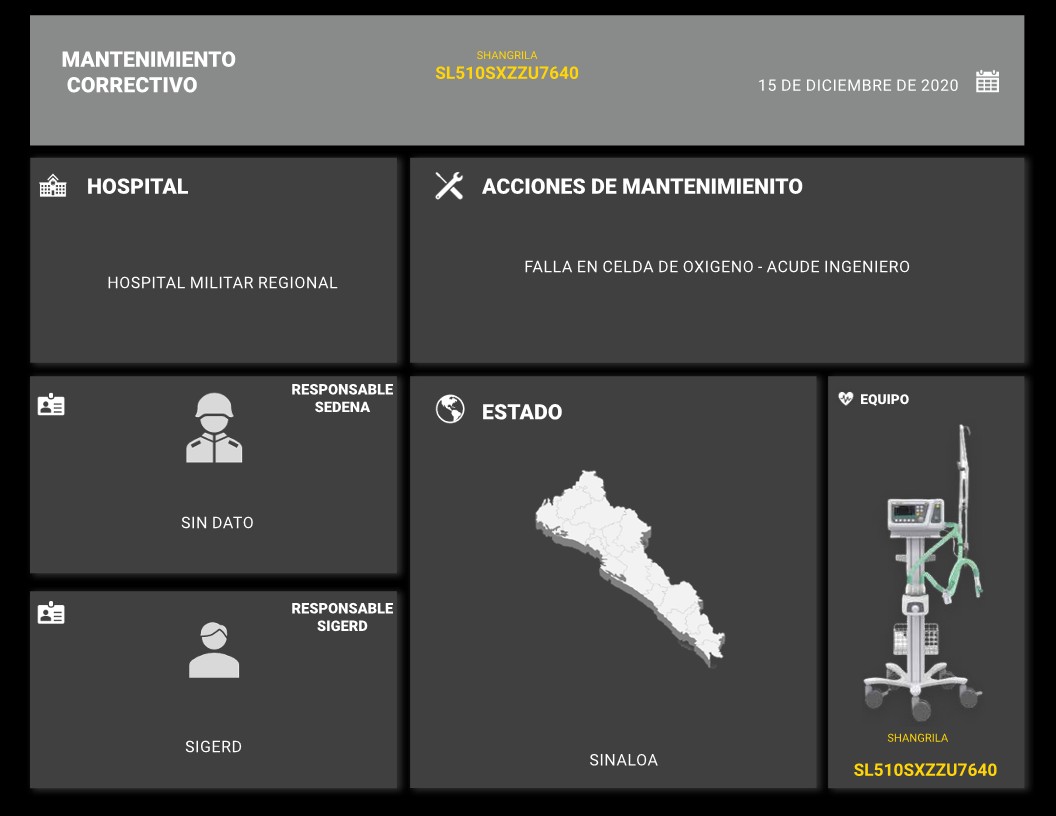 MANTENIMIENTO
CORRECTIVO
SHANGRILA
SL510SXZZU7640
15 DE DICIEMBRE DE 2020
HOSPITAL
HOSPITAL MILITAR REGIONAL
ACCIONES DE MANTENIMIENITO
FALLA EN CELDA DE OXIGENO - ACUDE INGENIERO
RESPONSABLE
SEDENA
SIN DATO
RESPONSABLE
SIGERD
SIGERD
ESTADO
SINALOA
EQUIPO
SHANGRILA
SL510SXZZU7640